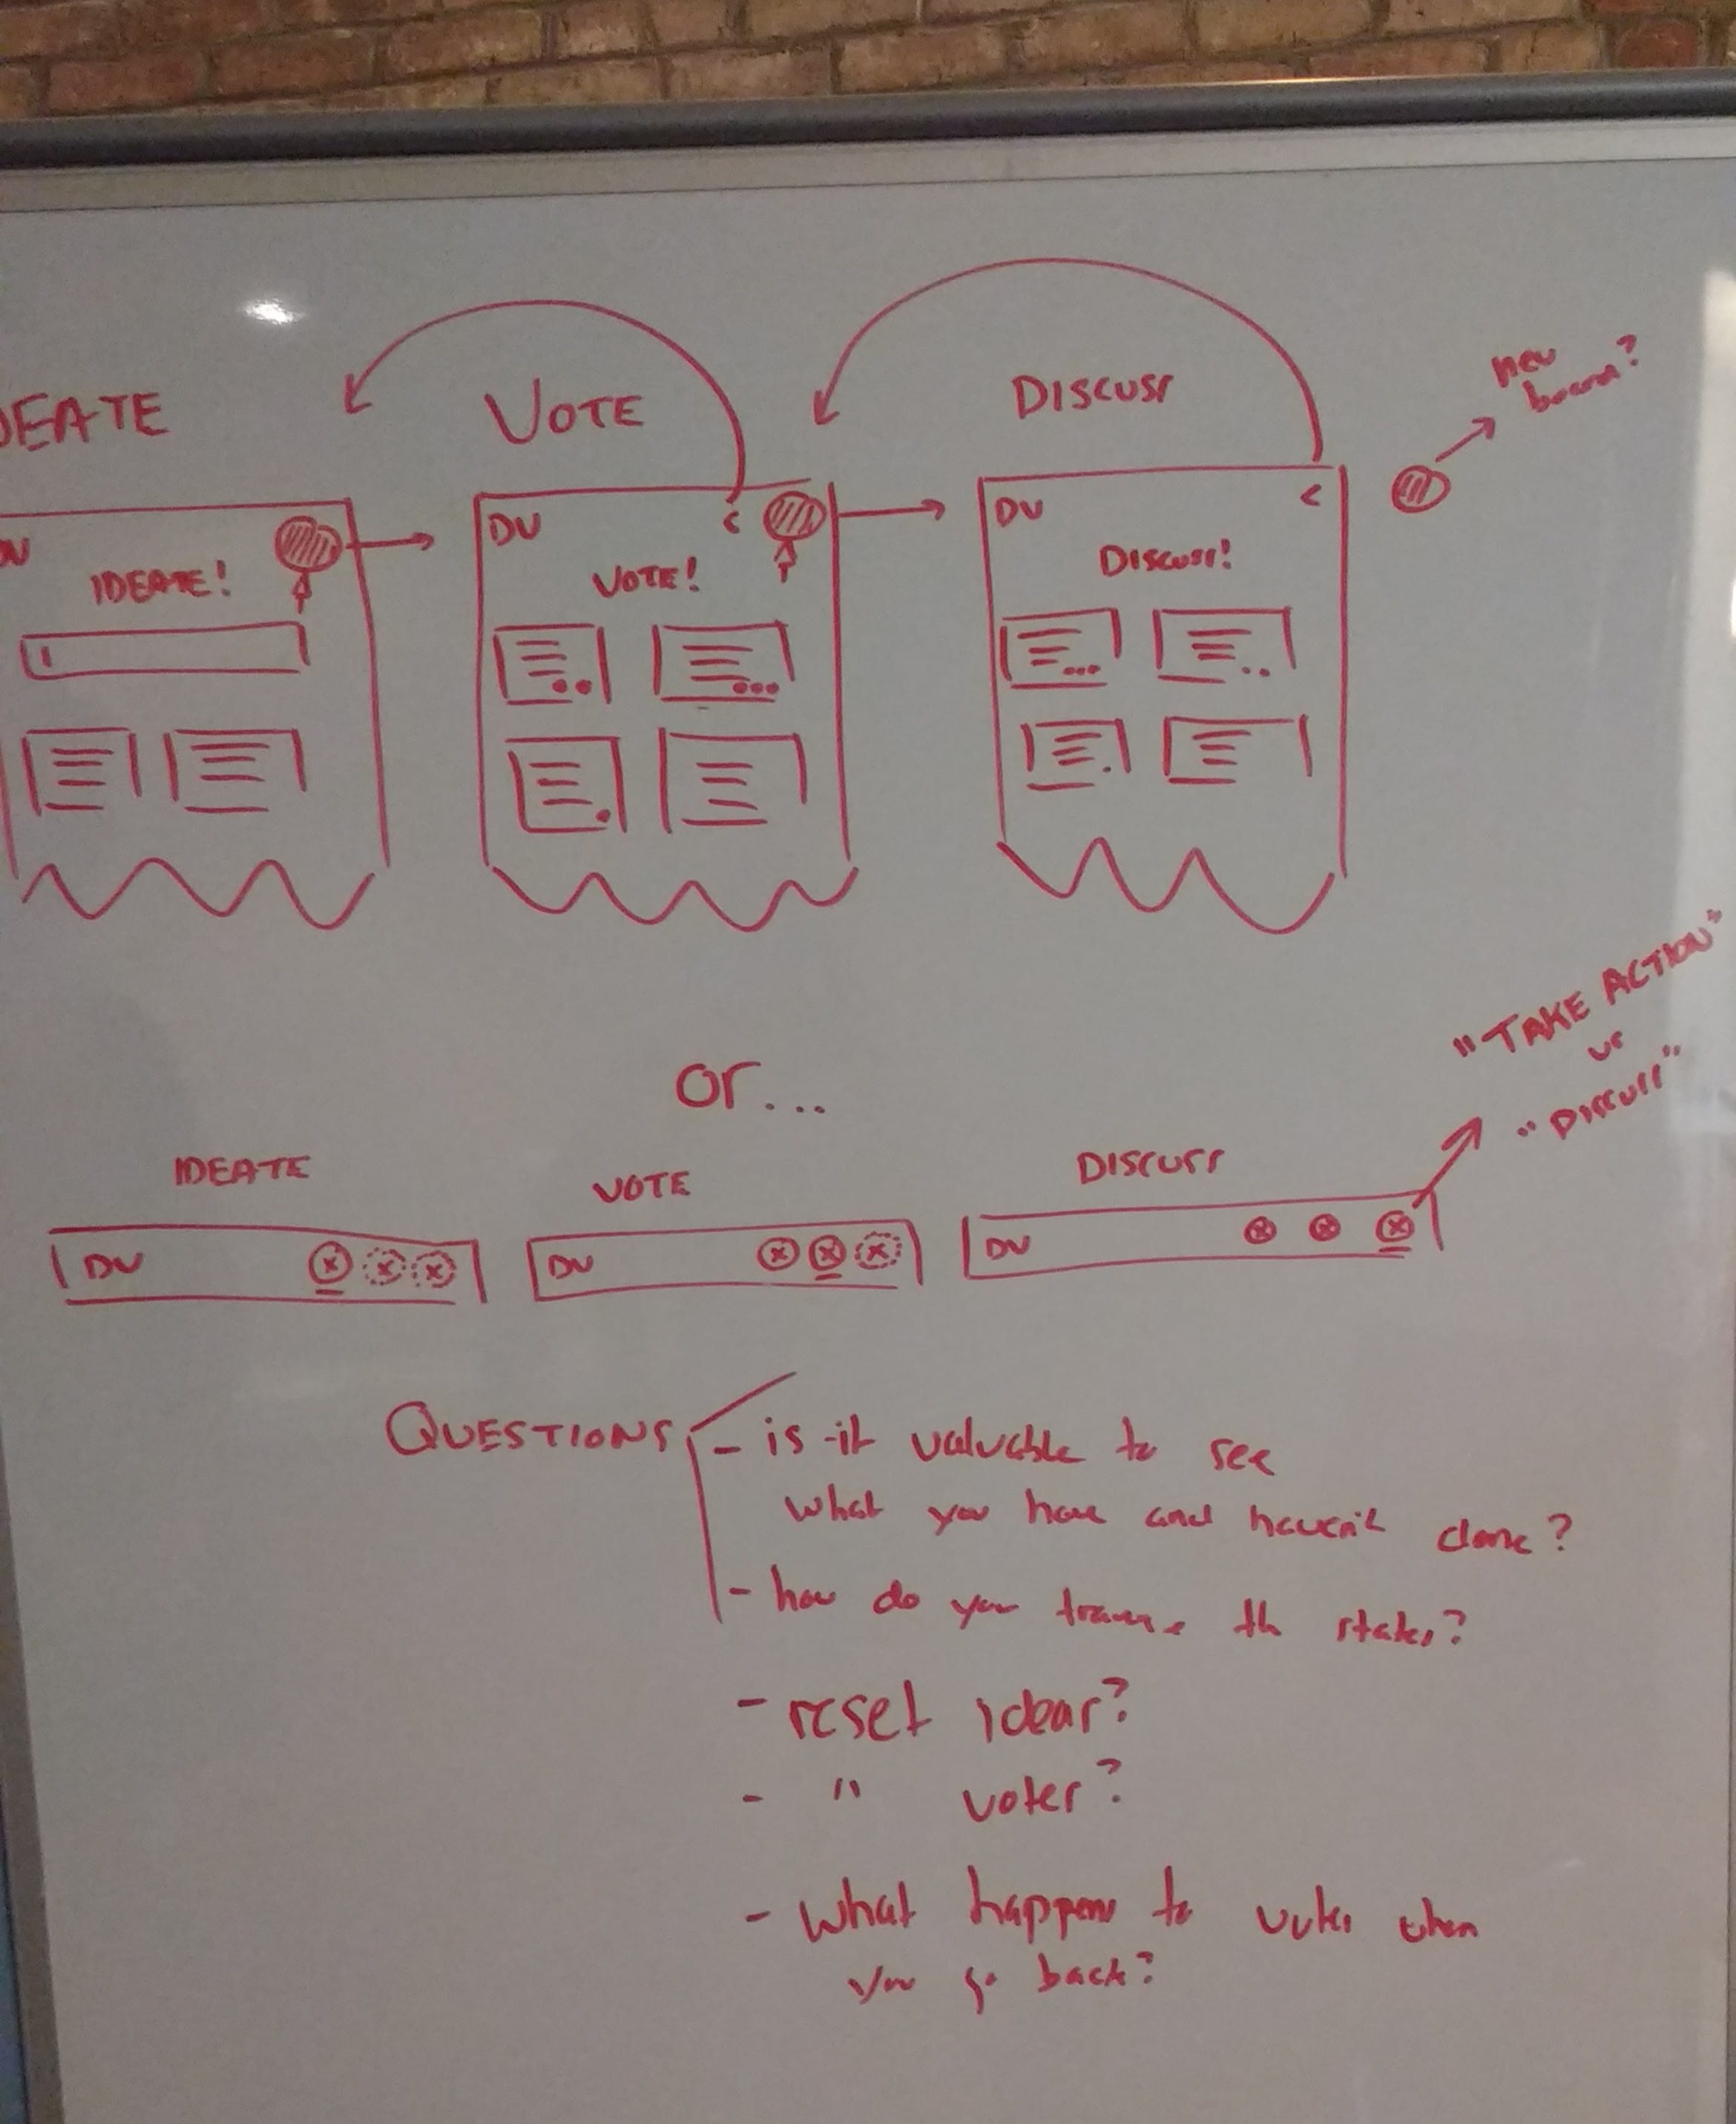 DEATE
VOTE
DISCUSS
new
board?
DV
IDEATE!
DV <
VOTE!
DV <
DISCUSS!
or...
"TAKE ACTION"
vs
"DISCUSS"
IDEATE
VOTE
DISCUSS
DV
DV
DV
QUESTIONS
- is it valuable to see
what you have and haven't done?
- how do you traverse the states?
- reset ideas?
- " votes?
- what happens to votes when
you go back?